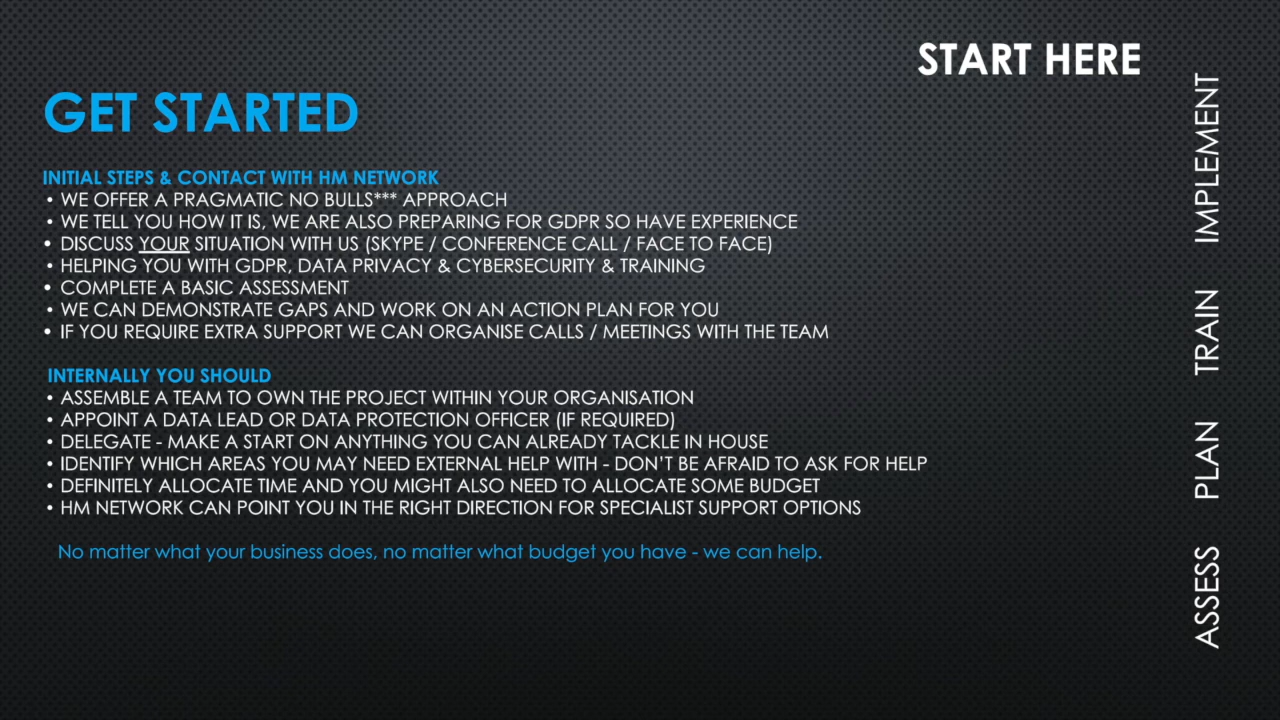 START HERE
GET STARTED
INITIAL STEPS & CONTACT WITH HM NETWORK
• WE OFFER A PRAGMATIC NO BULLS*** APPROACH
• WE TELL YOU HOW IT IS, WE ARE ALSO PREPARING FOR GDPR SO HAVE EXPERIENCE
• DISCUSS YOUR SITUATION WITH US (SKYPE / CONFERENCE CALL / FACE TO FACE)
• HELPING YOU WITH GDPR, DATA PRIVACY & CYBERSECURITY & TRAINING
• COMPLETE A BASIC ASSESSMENT
• WE CAN DEMONSTRATE GAPS AND WORK ON AN ACTION PLAN FOR YOU
• IF YOU REQUIRE EXTRA SUPPORT WE CAN ORGANISE CALLS / MEETINGS WITH THE TEAM
INTERNALLY YOU SHOULD
• ASSEMBLE A TEAM TO OWN THE PROJECT WITHIN YOUR ORGANISATION
• APPOINT A DATA LEAD OR DATA PROTECTION OFFICER (IF REQUIRED)
• DELEGATE - MAKE A START ON ANYTHING YOU CAN ALREADY TACKLE IN HOUSE
• IDENTIFY WHICH AREAS YOU MAY NEED EXTERNAL HELP WITH - DON'T BE AFRAID TO ASK FOR HELP
• DEFINITELY ALLOCATE TIME AND YOU MIGHT ALSO NEED TO ALLOCATE SOME BUDGET
• HM NETWORK CAN POINT YOU IN THE RIGHT DIRECTION FOR SPECIALIST SUPPORT OPTIONS
No matter what your business does, no matter what budget you have - we can help.
ASSESS PLAN TRAIN IMPLEMENT